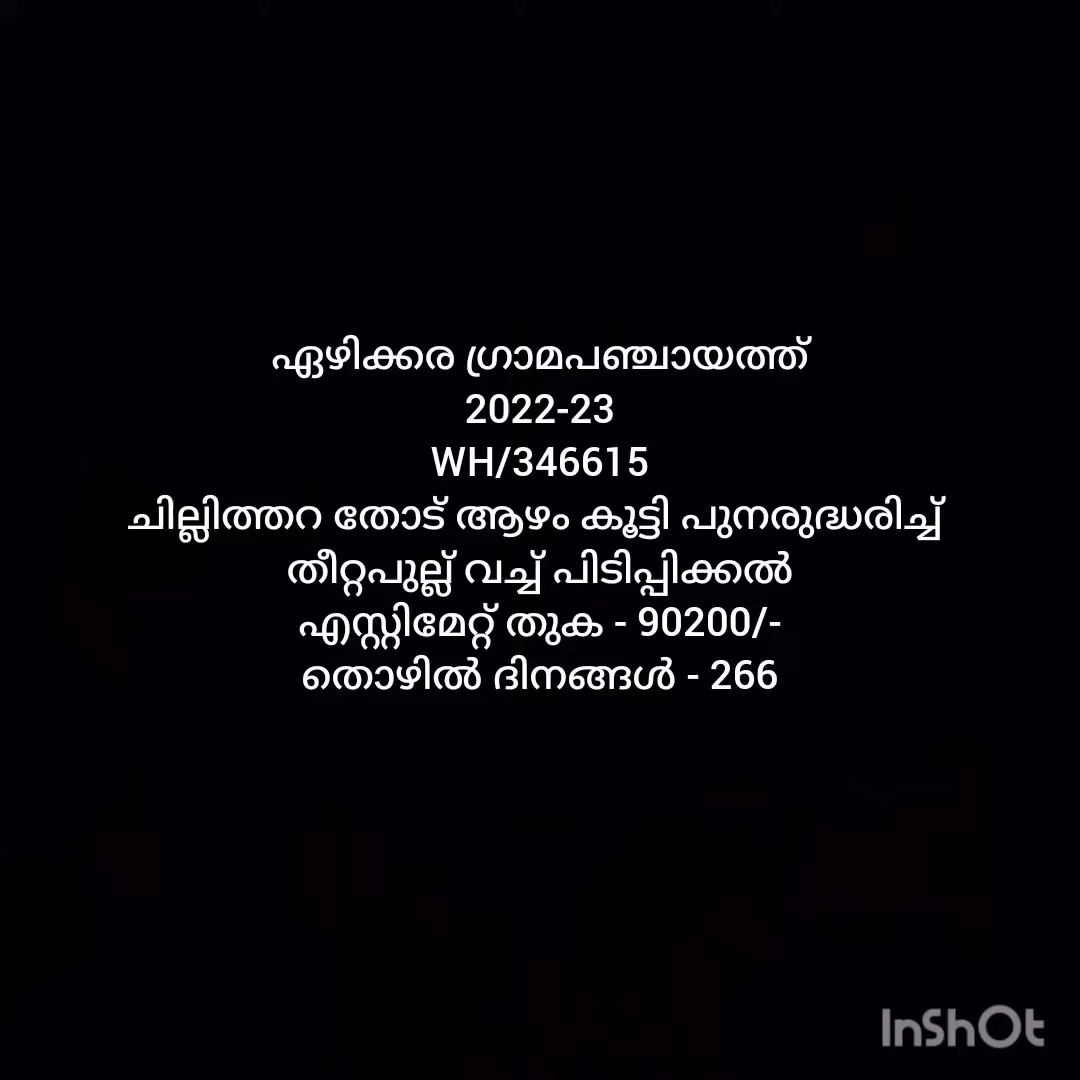 ഏഴിക്കര ഗ്രാമപഞ്ചായത്ത്
2022-23
WH/346615
ചില്ലിത്തറ തോട് ആഴം കൂട്ടി പുനരുദ്ധരിച്ച്
തീറ്റപുല്ല് വച്ച് പിടിപ്പിക്കൽ
എസ്റ്റിമേറ്റ് തുക - 90200/-
തൊഴിൽ ദിനങ്ങൾ - 266
InShOt